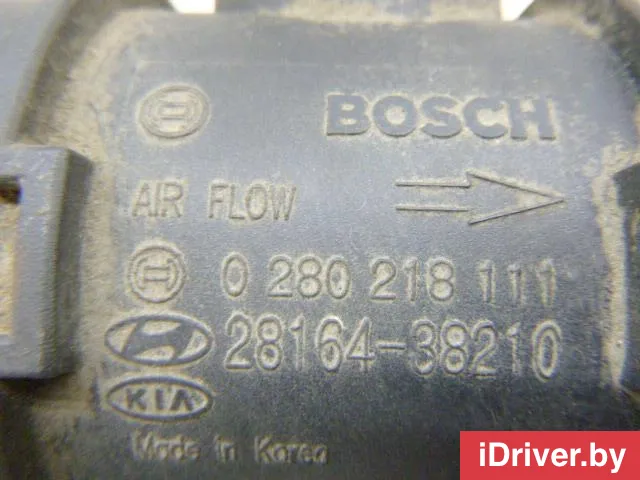 BOSCH
AIR FLOW
0 280 218 111
28164-38210
KIA
Made in Korea
iDriver.by